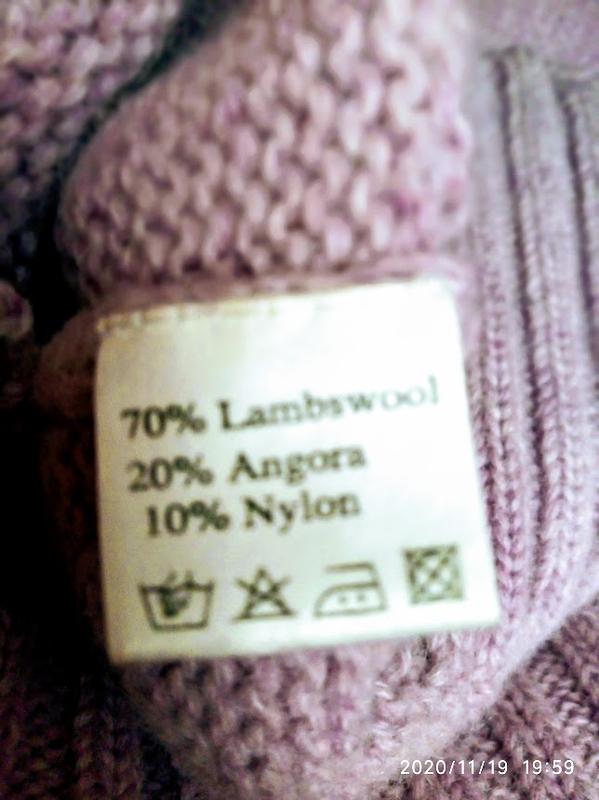 70% Lambswool
20% Angora
10% Nylon
2020/11/19 19:59